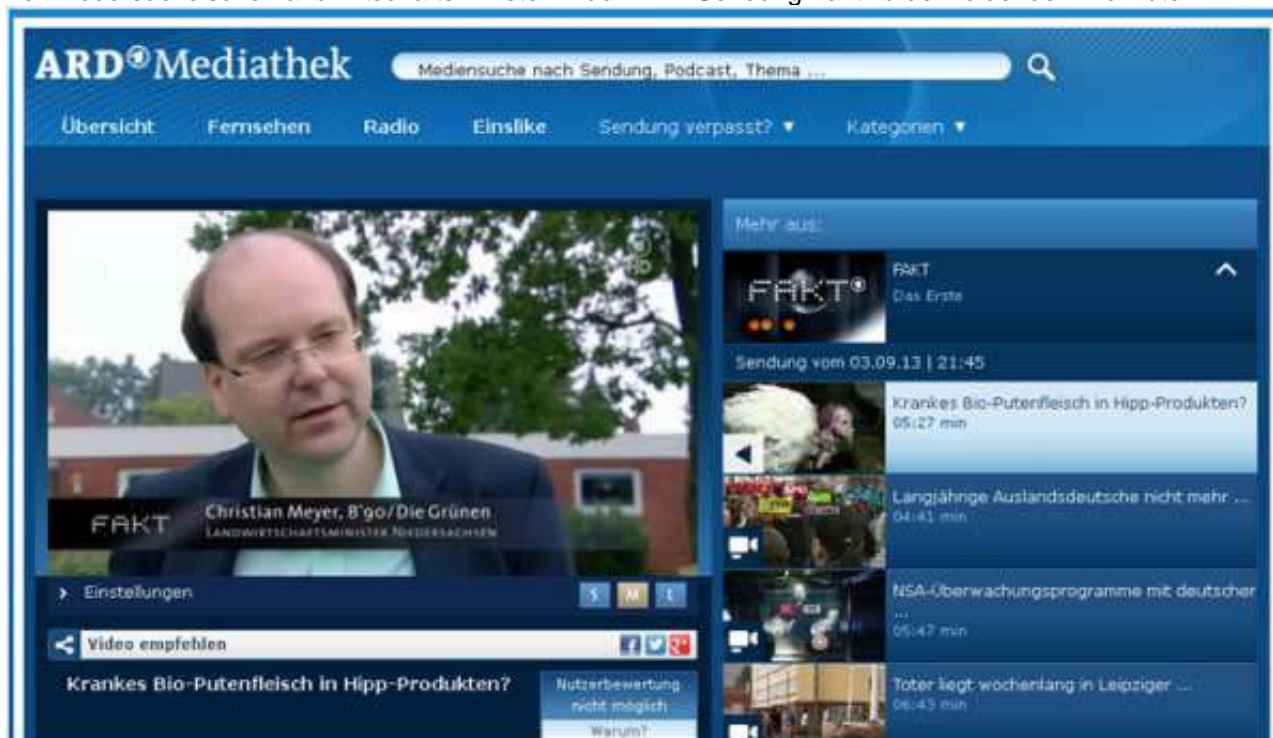 ARD Mediathek
Mediensuche nach Sendung, Podcast, Thema ...
Übersicht Fernsehen Radio Einslike Sendung verpasst? Kategorien
Christian Meyer, B'90/Die Grünen
FAKT
LANDWIRTSCHAFTSMINISTER NIEDERSACHSEN
Einstellungen
S M L
Video empfehlen
Krankes Bio-Putenfleisch in Hipp-Produkten?
Nutzerbewertung
nicht möglich
Warum?
Mehr aus:
FAKT
FAKT
Das Erste
Sendung vom 03.09.13 | 21:45
Krankes Bio-Putenfleisch in Hipp-Produkten?
05:27 min
Langjährige Auslandsdeutsche nicht mehr ...
04:41 min
NSA-Überwachungsprogramme mit deutscher
...
05:47 min
Toter liegt wochenlang in Leipziger ...
06:43 min